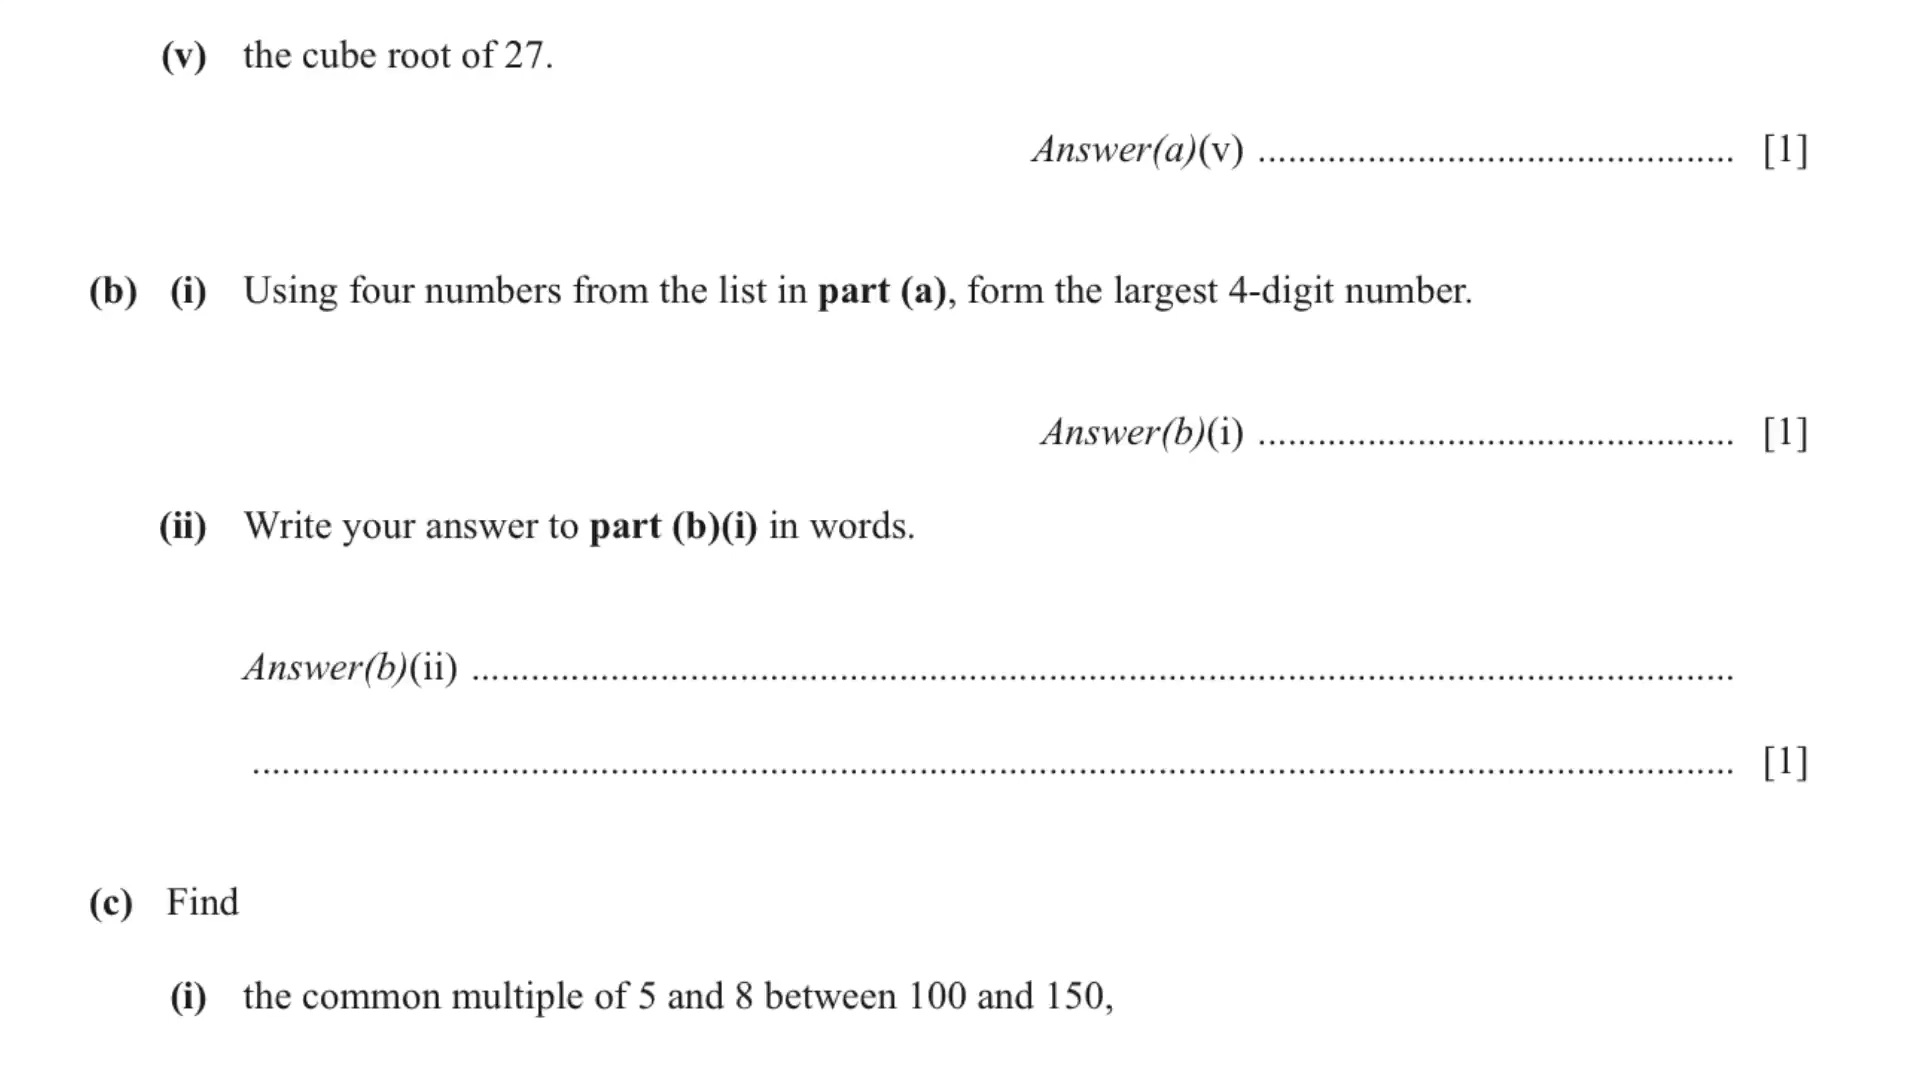 (v) the cube root of 27.
Answer(a)(v) ................................................ [1]
(b) (i) Using four numbers from the list in part (a), form the largest 4-digit number.
Answer(b)(i) ................................................ [1]
(ii) Write your answer to part (b)(i) in words.
Answer(b)(ii) ................................................................................................................................
...................................................................................................................................................... [1]
(c) Find
(i) the common multiple of 5 and 8 between 100 and 150,